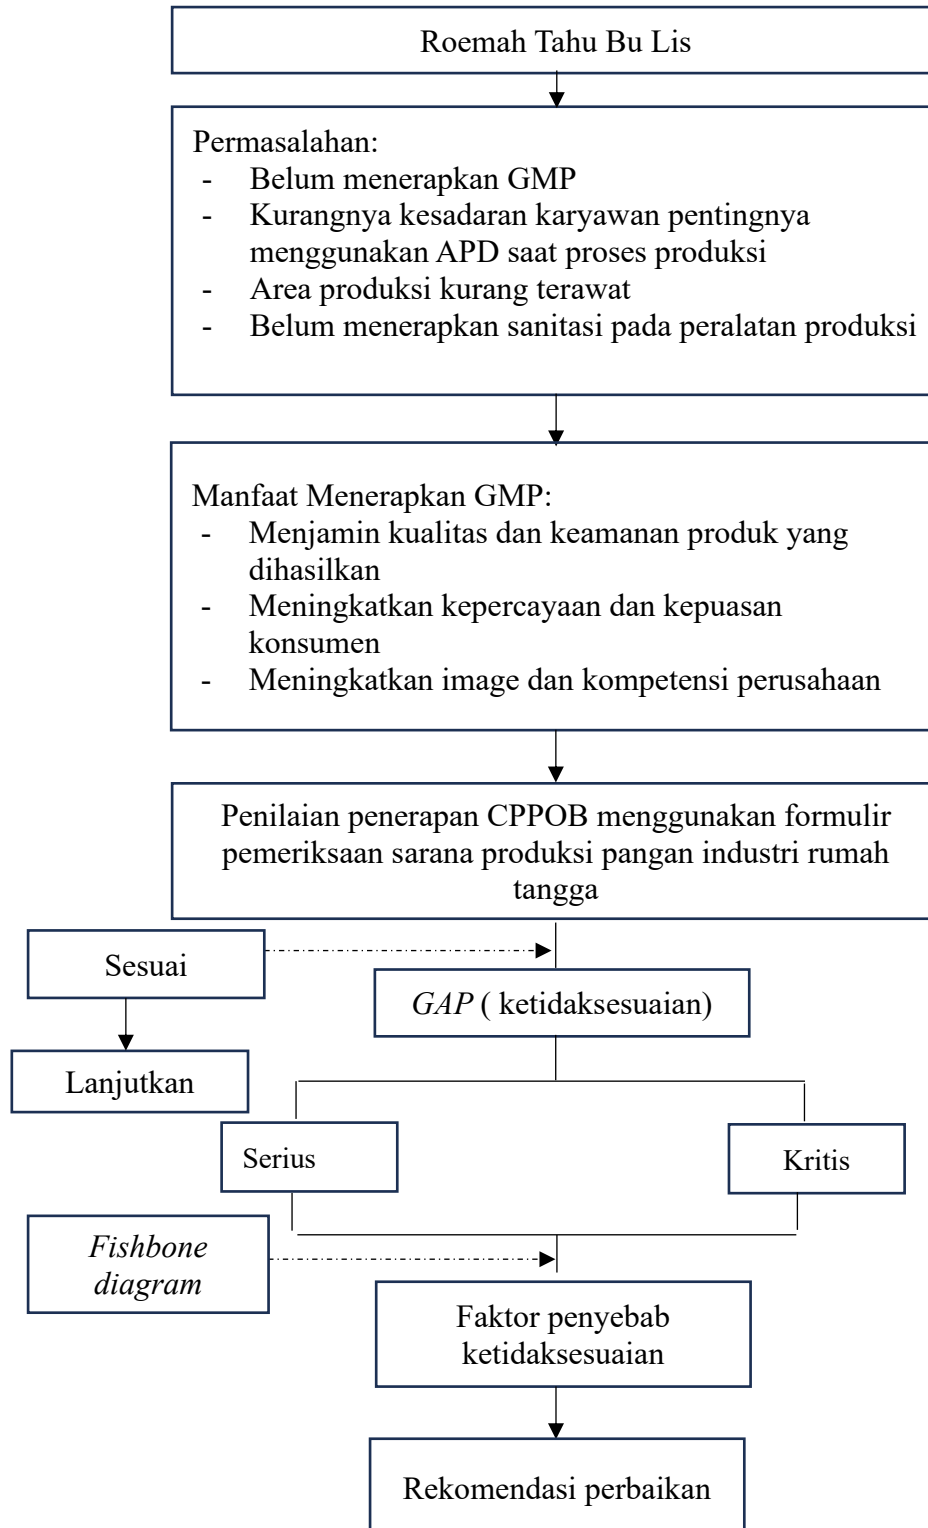 Roemah Tahu Bu Lis
Permasalahan:
- Belum menerapkan GMP
- Kurangnya kesadaran karyawan pentingnya
menggunakan APD saat proses produksi
- Area produksi kurang terawat
- Belum menerapkan sanitasi pada peralatan produksi
Manfaat Menerapkan GMP:
- Menjamin kualitas dan keamanan produk yang
dihasilkan
- Meningkatkan kepercayaan dan kepuasan
konsumen
- Meningkatkan image dan kompetensi perusahaan
Penilaian penerapan CPPOB menggunakan formulir
pemeriksaan sarana produksi pangan industri rumah
tangga
Sesuai
GAP ( ketidaksesuaian)
Lanjutkan
Serius
Kritis
Fishbone
diagram
Faktor penyebab
ketidaksesuaian
Rekomendasi perbaikan